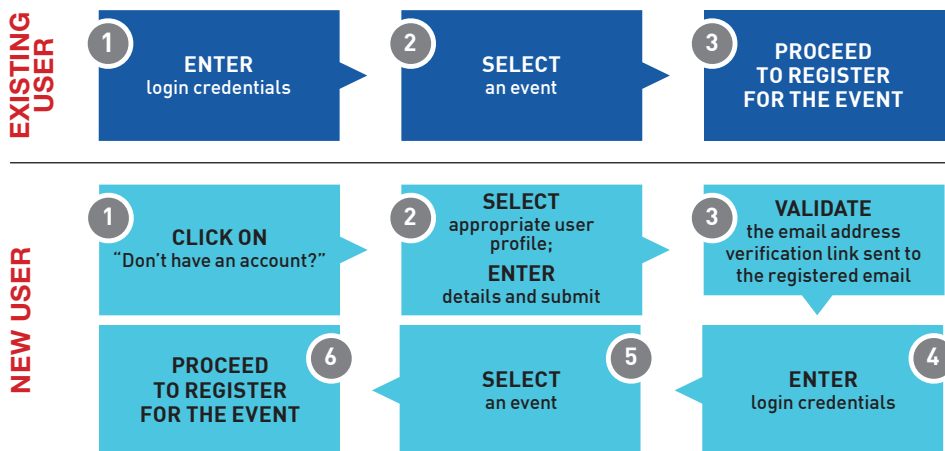 EXISTING
USER
1
ENTER
login credentials
2
SELECT
an event
3
PROCEED
TO REGISTER
FOR THE EVENT
NEW USER
1
CLICK ON
“Don’t have an account?”
2
SELECT
appropriate user
profile;
ENTER
details and submit
3
VALIDATE
the email address
verification link sent to
the registered email
4
ENTER
login credentials
5
SELECT
an event
6
PROCEED
TO REGISTER
FOR THE EVENT